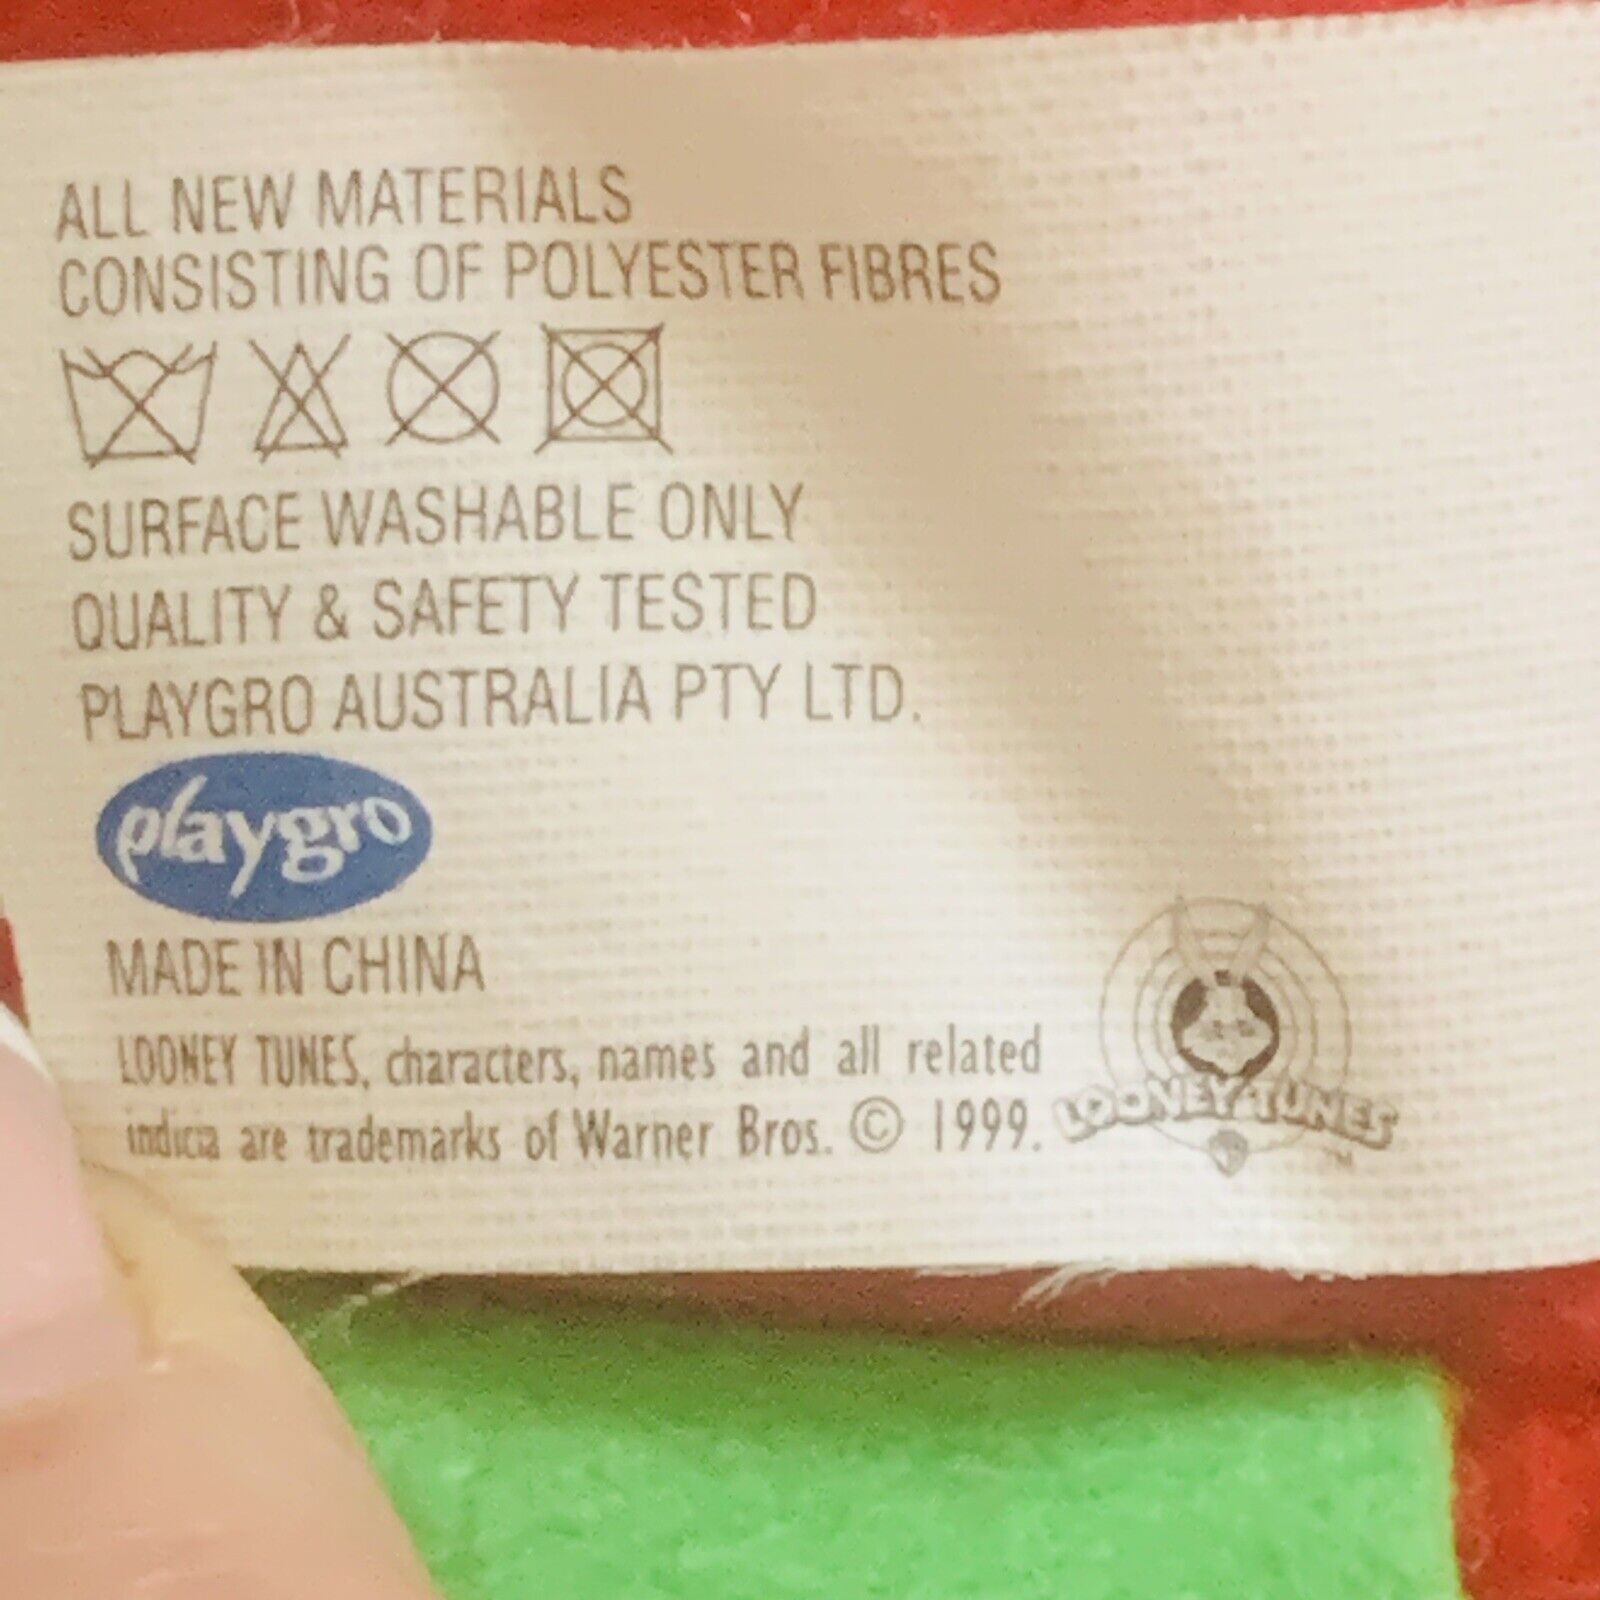 ALL NEW MATERIALS
CONSISTING OF POLYESTER FIBRES
SURFACE WASHABLE ONLY
QUALITY & SAFETY TESTED
PLAYGRO AUSTRALIA PTY LTD.
playgro
MADE IN CHINA
LOONEY TUNES, characters, names and all related
indicia are trademarks of Warner Bros. © 1999.
LOONEY TUNES
TM